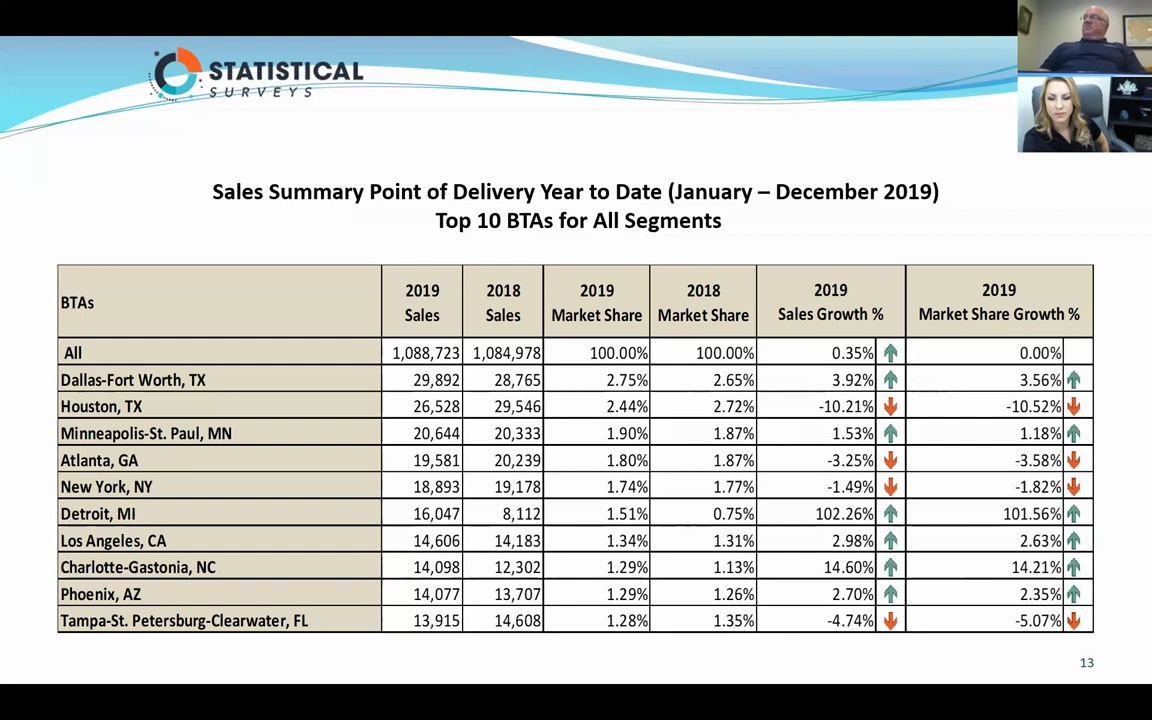 STATISTICAL
SURVEYS
Sales Summary Point of Delivery Year to Date (January – December 2019)
Top 10 BTAs for All Segments
BTAs 2019 Sales 2018 Sales 2019 Market Share 2018 Market Share 2019 Sales Growth % 2019 Market Share Growth %
All 1,088,723 1,084,978 100.00% 100.00% 0.35% 0.00%
Dallas-Fort Worth, TX 29,892 28,765 2.75% 2.65% 3.92% 3.56%
Houston, TX 26,528 29,546 2.44% 2.72% -10.21% -10.52%
Minneapolis-St. Paul, MN 20,644 20,333 1.90% 1.87% 1.53% 1.18%
Atlanta, GA 19,581 20,239 1.80% 1.87% -3.25% -3.58%
New York, NY 18,893 19,178 1.74% 1.77% -1.49% -1.82%
Detroit, MI 16,047 8,112 1.51% 0.75% 102.26% 101.56%
Los Angeles, CA 14,606 14,183 1.34% 1.31% 2.98% 2.63%
Charlotte-Gastonia, NC 14,098 12,302 1.29% 1.13% 14.60% 14.21%
Phoenix, AZ 14,077 13,707 1.29% 1.26% 2.70% 2.35%
Tampa-St. Petersburg-Clearwater, FL 13,915 14,608 1.28% 1.35% -4.74% -5.07%
13